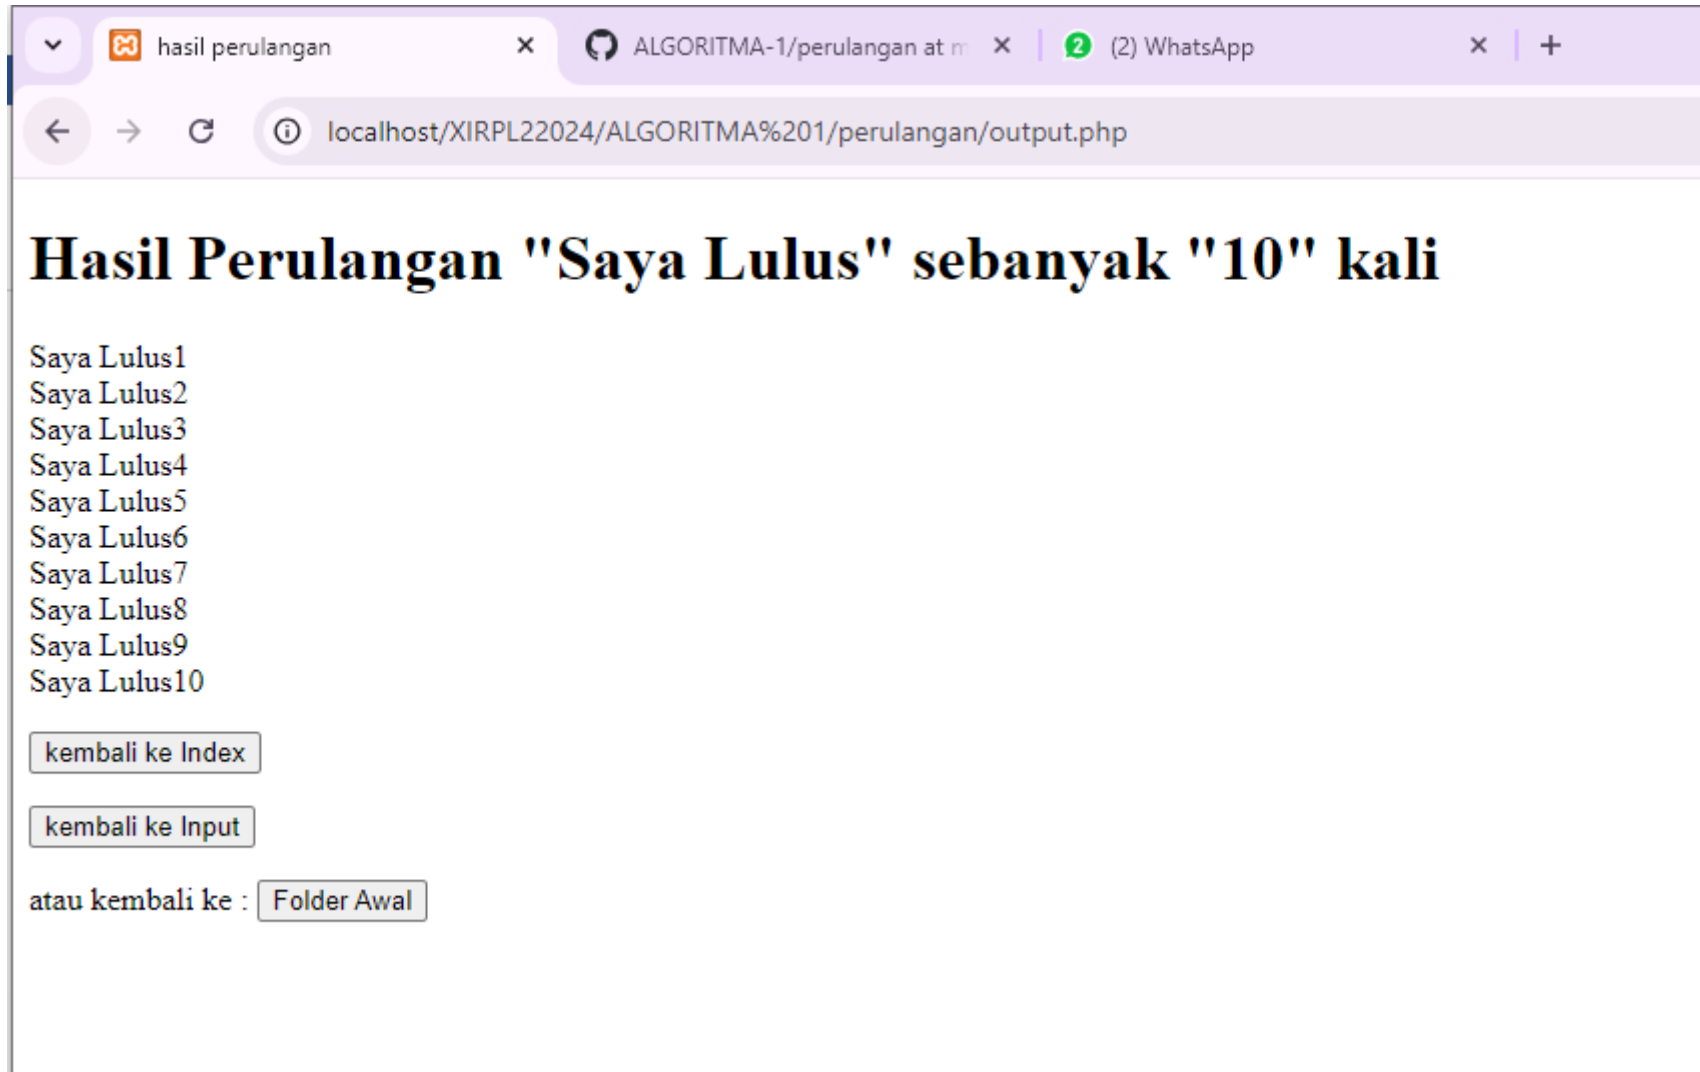 hasil perulangan
ALGORITMA-1/perulangan at m
2
(2) WhatsApp
localhost/XIRPL22024/ALGORITMA%201/perulangan/output.php
Hasil Perulangan "Saya Lulus" sebanyak "10" kali
Saya Lulus1
Saya Lulus2
Saya Lulus3
Saya Lulus4
Saya Lulus5
Saya Lulus6
Saya Lulus7
Saya Lulus8
Saya Lulus9
Saya Lulus10
kembali ke Index
kembali ke Input
atau kembali ke : Folder Awal